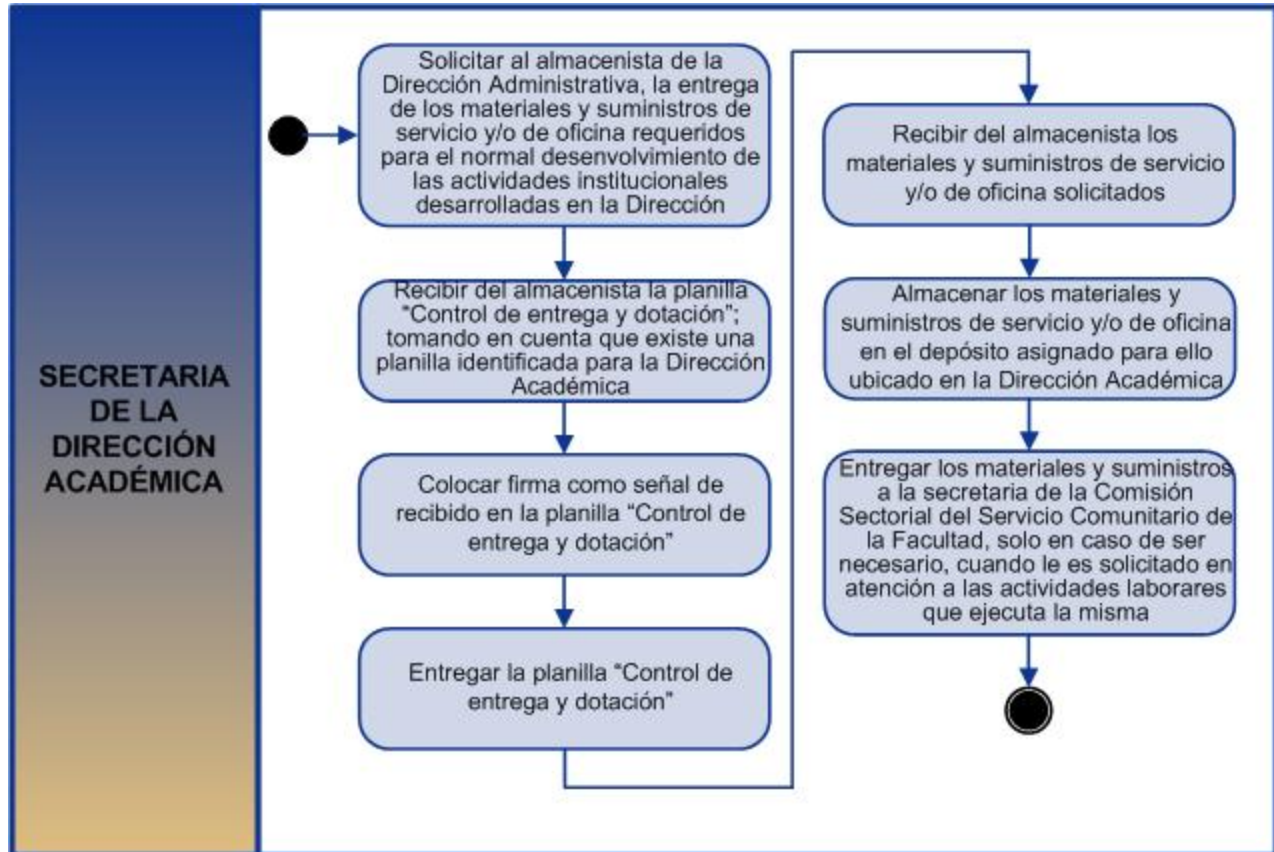 SECRETARIA
DE LA
DIRECCIÓN
ACADÉMICA
Solicitar al almacenista de la
Dirección Administrativa, la entrega
de los materiales y suministros de
servicio y/o de oficina requeridos
para el normal desenvolvimiento de
las actividades institucionales
desarrolladas en la Dirección
Recibir del almacenista la planilla
“Control de entrega y dotación”;
tomando en cuenta que existe una
planilla identificada para la Dirección
Académica
Colocar firma como señal de
recibido en la planilla “Control de
entrega y dotación”
Entregar la planilla “Control de
entrega y dotación”
Recibir del almacenista los
materiales y suministros de servicio
y/o de oficina solicitados
Almacenar los materiales y
suministros de servicio y/o de oficina
en el depósito asignado para ello
ubicado en la Dirección Académica
Entregar los materiales y suministros
a la secretaria de la Comisión
Sectorial del Servicio Comunitario de
la Facultad, solo en caso de ser
necesario, cuando le es solicitado en
atención a las actividades laborares
que ejecuta la misma